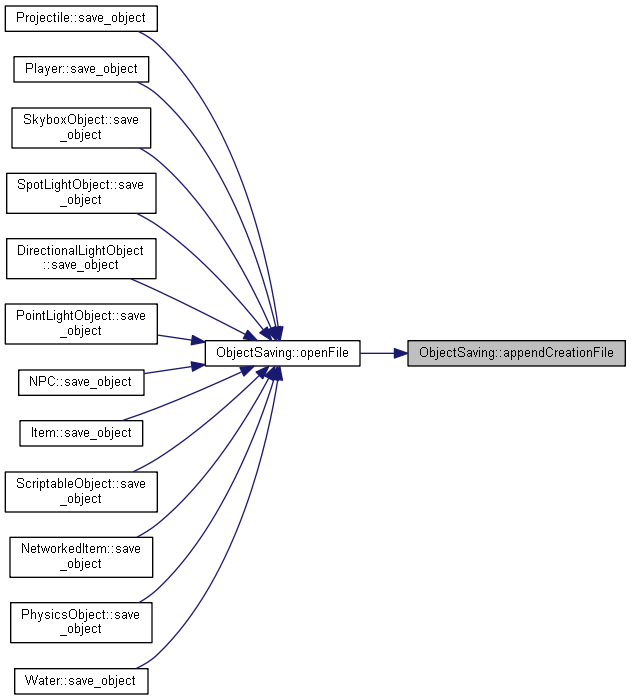 Projectile::save_object
Player::save_object
SkyboxObject::save
_object
SpotLightObject::save
_object
DirectionalLightObject
::save_object
PointLightObject::save
_object
ObjectSaving::openFile
ObjectSaving::appendCreationFile
NPC::save_object
Item::save_object
ScriptableObject::save
_object
NetworkedItem::save
_object
PhysicsObject::save
_object
Water::save_object